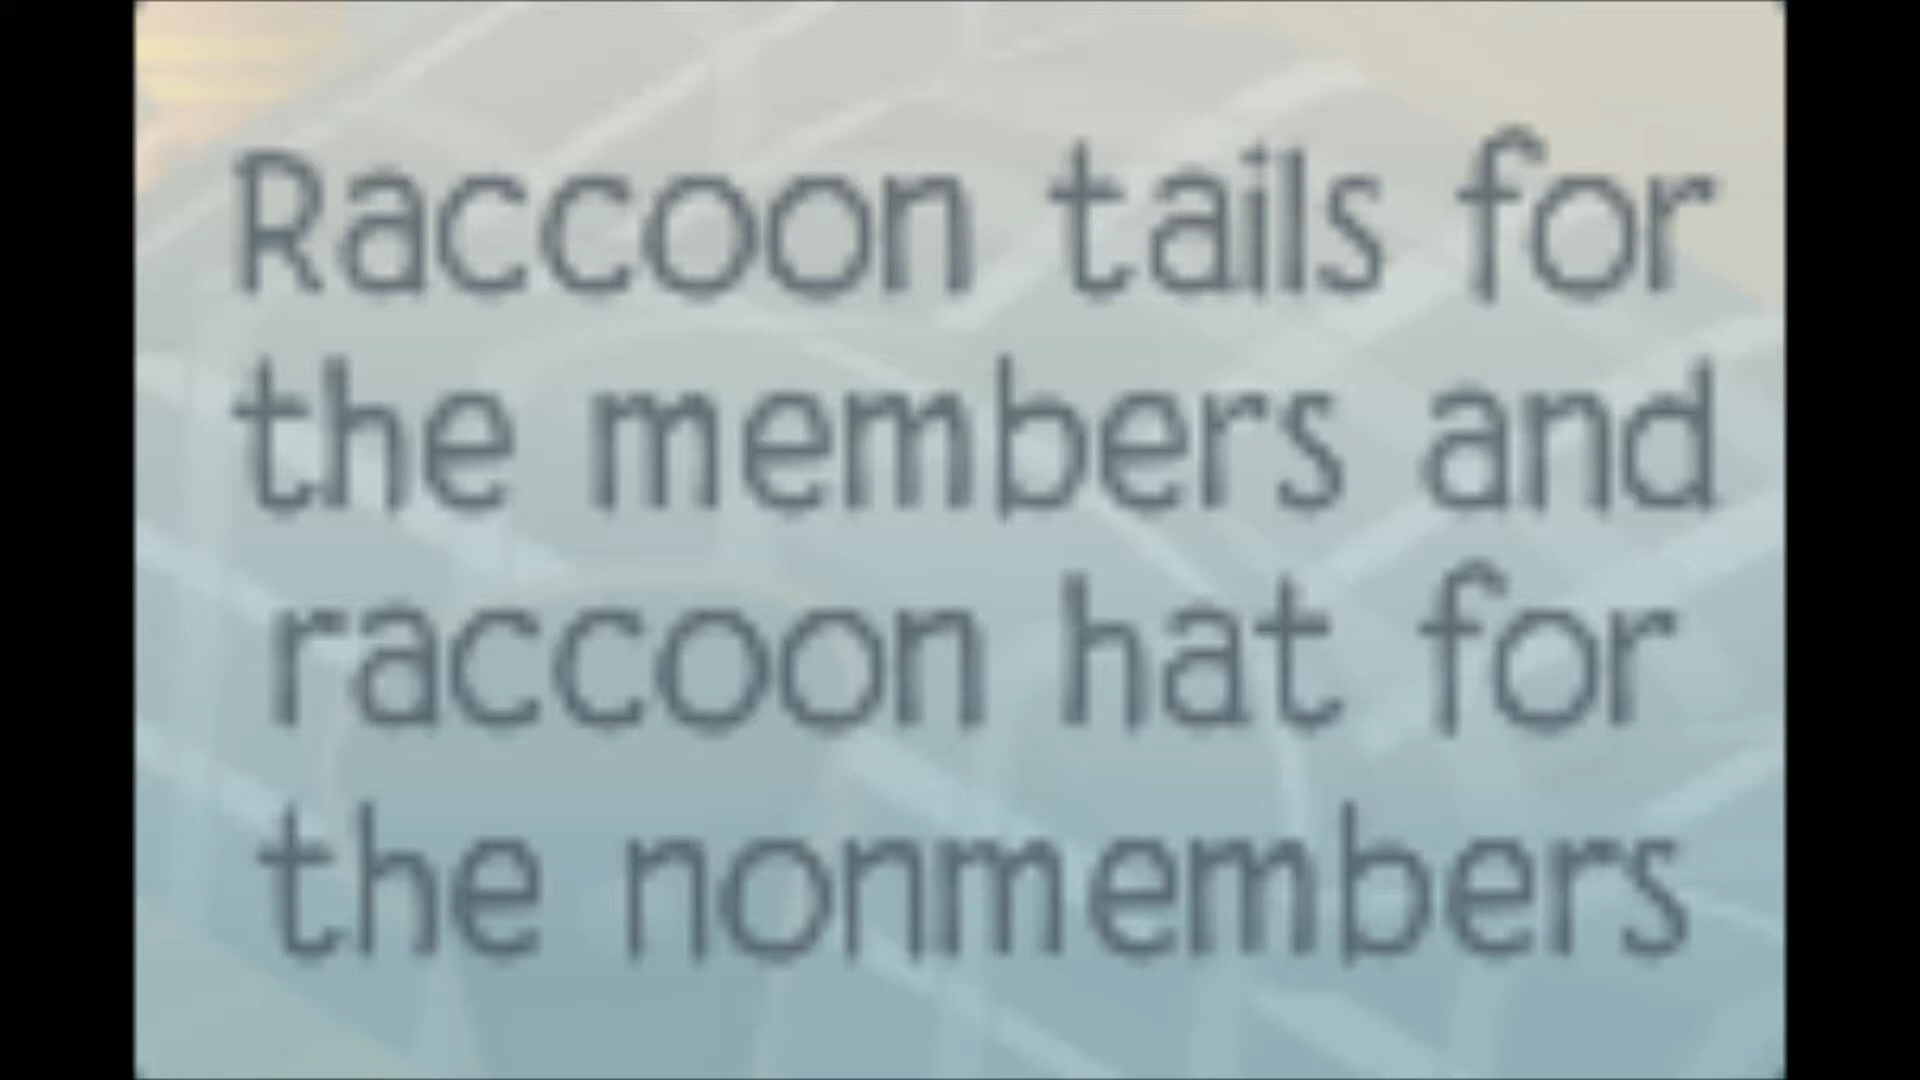 Raccoon tails for
the members and
raccoon hat for
the nonmembers